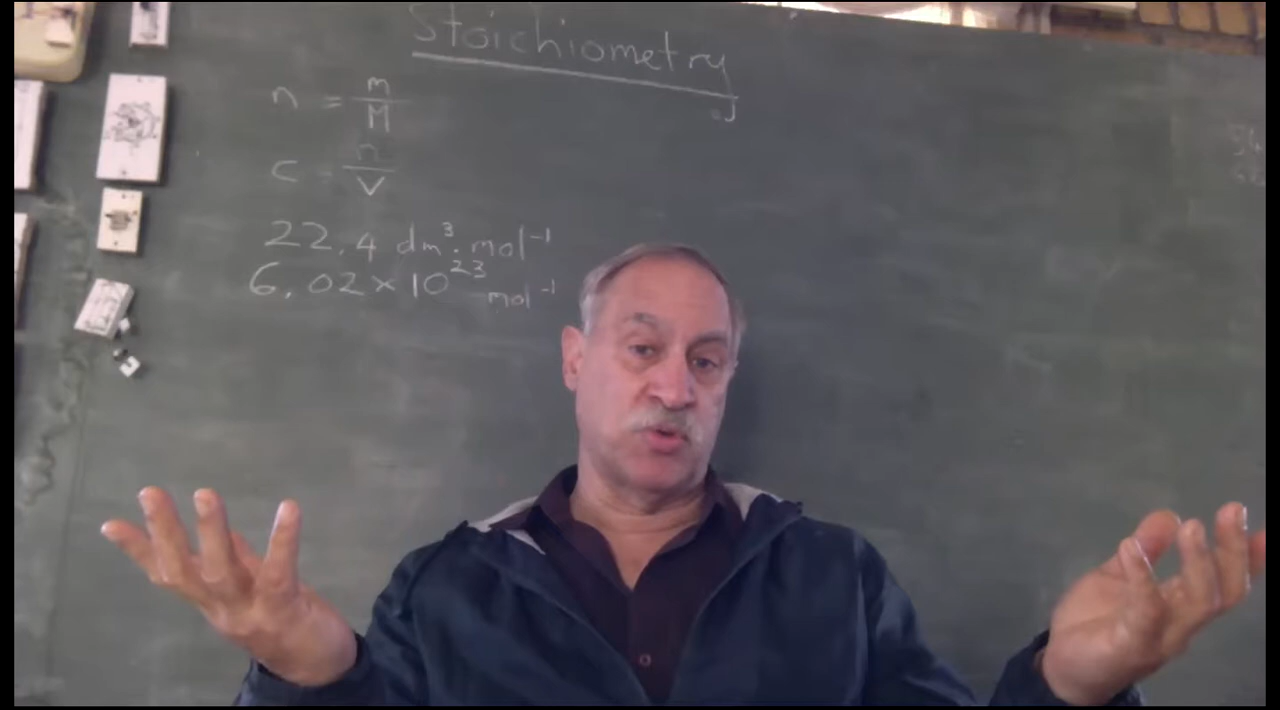 Stoichiometry
n = m/M
c = n/V
22,4 dm³.mol⁻¹
6,02 × 10²³ mol⁻¹